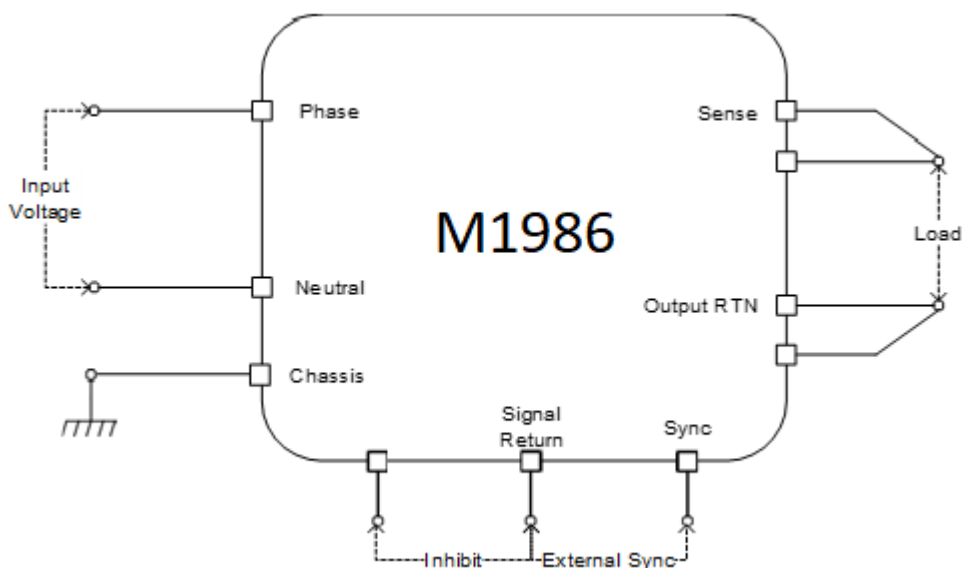 Phase
Sense
Input
Voltage
M1986
Load
Neutral
Output RTN
Chassis
Signal
Return
Sync
Inhibit
External Sync